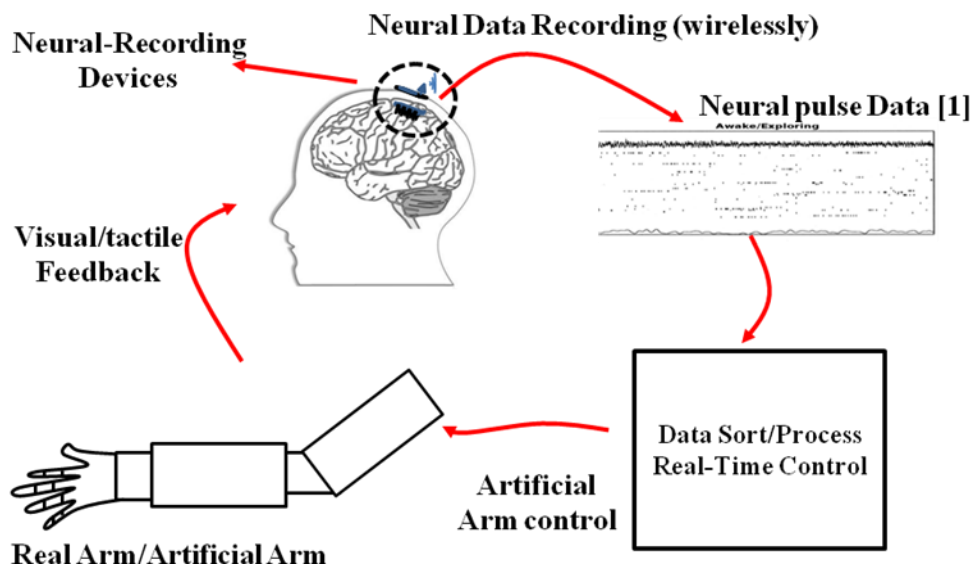 Neural Data Recording (wirelessly)
Neural-Recording
Devices
Neural pulse Data [1]
Awake/Exploring
Visual/tactile
Feedback
Data Sort/Process
Real-Time Control
Artificial
Arm control
Real Arm/Artificial Arm